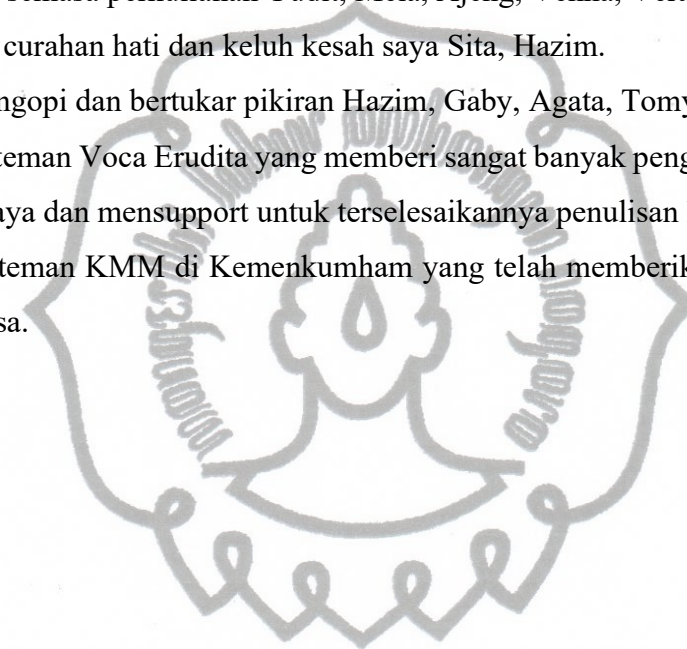 curahan hati dan keluh kesah saya Sita, Hazim.
ngopi dan bertukar pikiran Hazim, Gaby, Agata, Tomy
teman Voca Erudita yang memberi sangat banyak peng
aya dan mensupport untuk terselesaikannya penulisan
teman KMM di Kemenkumham yang telah memberik
sa.